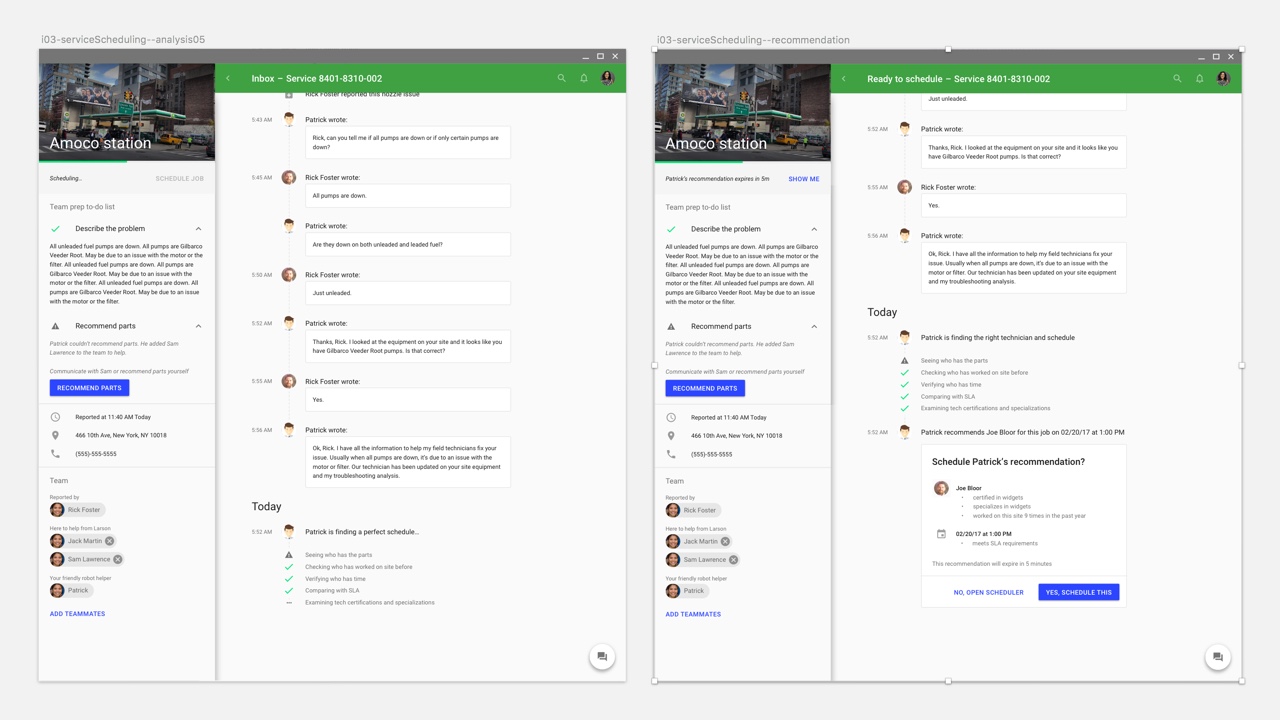 i03-serviceScheduling--analysis05
Inbox – Service 8401-8310-002
Amoco station
Scheduling…
SCHEDULE JOB
Team prep to-do list
Describe the problem
All unleaded fuel pumps are down. All pumps are Gilbarco
Veeder Root. May be due to an issue with the motor or the
filter. All unleaded fuel pumps are down. All pumps are
Gilbarco Veeder Root. May be due to an issue with the
motor or the filter. All unleaded fuel pumps are down. All
pumps are Gilbarco Veeder Root. May be due to an issue
with the motor or the filter.
Recommend parts
Patrick couldn't recommend parts. He added Sam
Lawrence to the team to help.
Communicate with Sam or recommend parts yourself
RECOMMEND PARTS
Reported at 11:40 AM Today
466 10th Ave, New York, NY 10018
(555)-555-5555
Team
Reported by
Rick Foster
Here to help from Larson
Jack Martin
Sam Lawrence
Your friendly robot helper
Patrick
ADD TEAMMATES
Rick Foster reported this nozzle issue
5:43 AM
Patrick wrote:
Rick, can you tell me if all pumps are down or if only certain pumps are
down?
5:45 AM
Rick Foster wrote:
All pumps are down.
Patrick wrote:
Are they down on both unleaded and leaded fuel?
5:50 AM
Rick Foster wrote:
Just unleaded.
5:52 AM
Patrick wrote:
Thanks, Rick. I looked at the equipment on your site and it looks like you
have Gilbarco Veeder Root pumps. Is that correct?
5:55 AM
Rick Foster wrote:
Yes.
5:56 AM
Patrick wrote:
Ok, Rick. I have all the information to help my field technicians fix your
issue. Usually when all pumps are down, it's due to an issue with the
motor or filter. Our technician has been updated on your site equipment
and my troubleshooting analysis.
Today
5:52 AM
Patrick is finding a perfect schedule…
Seeing who has the parts
Checking who has worked on site before
Verifying who has time
Comparing with SLA
Examining tech certifications and specializations
i03-serviceScheduling--recommendation
Ready to schedule – Service 8401-8310-002
Amoco station
Patrick's recommendation expires in 5m
SHOW ME
Team prep to-do list
Describe the problem
All unleaded fuel pumps are down. All pumps are Gilbarco
Veeder Root. May be due to an issue with the motor or the
filter. All unleaded fuel pumps are down. All pumps are
Gilbarco Veeder Root. May be due to an issue with the
motor or the filter. All unleaded fuel pumps are down. All
pumps are Gilbarco Veeder Root. May be due to an issue
with the motor or the filter.
Recommend parts
Patrick couldn't recommend parts. He added Sam
Lawrence to the team to help.
Communicate with Sam or recommend parts yourself
RECOMMEND PARTS
Reported at 11:40 AM Today
466 10th Ave, New York, NY 10018
(555)-555-5555
Team
Reported by
Rick Foster
Here to help from Larson
Jack Martin
Sam Lawrence
Your friendly robot helper
Patrick
ADD TEAMMATES
Just unleaded.
5:52 AM
Patrick wrote:
Thanks, Rick. I looked at the equipment on your site and it looks like you
have Gilbarco Veeder Root pumps. Is that correct?
5:55 AM
Rick Foster wrote:
Yes.
5:56 AM
Patrick wrote:
Ok, Rick. I have all the information to help my field technicians fix your
issue. Usually when all pumps are down, it's due to an issue with the
motor or filter. Our technician has been updated on your site equipment
and my troubleshooting analysis.
Today
5:52 AM
Patrick is finding the right technician and schedule
Seeing who has the parts
Checking who has worked on site before
Verifying who has time
Comparing with SLA
Examining tech certifications and specializations
5:52 AM
Patrick recommends Joe Bloor for this job on 02/20/17 at 1:00 PM
Schedule Patrick's recommendation?
Joe Bloor
certified in widgets
specializes in widgets
worked on this site 9 times in the past year
02/20/17 at 1:00 PM
meets SLA requirements
This recommendation will expire in 5 minutes
NO, OPEN SCHEDULER
YES, SCHEDULE THIS